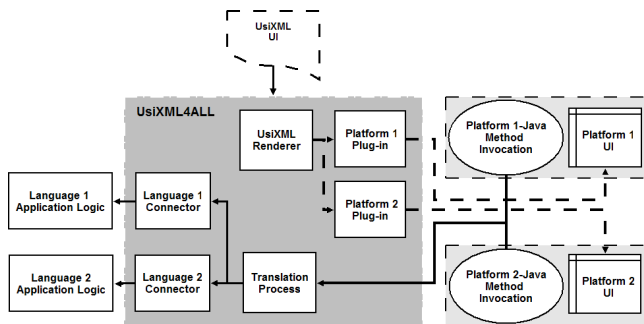 UsiXML
UI
UsiXML4ALL
UsiXML
Renderer
Platform 1
Plug-in
Platform 1-Java
Method
Invocation
Platform 1
UI
Language 1
Application Logic
Language 1
Connector
Platform 2
Plug-in
Language 2
Application Logic
Language 2
Connector
Translation
Process
Platform 2-Java
Method
Invocation
Platform 2
UI